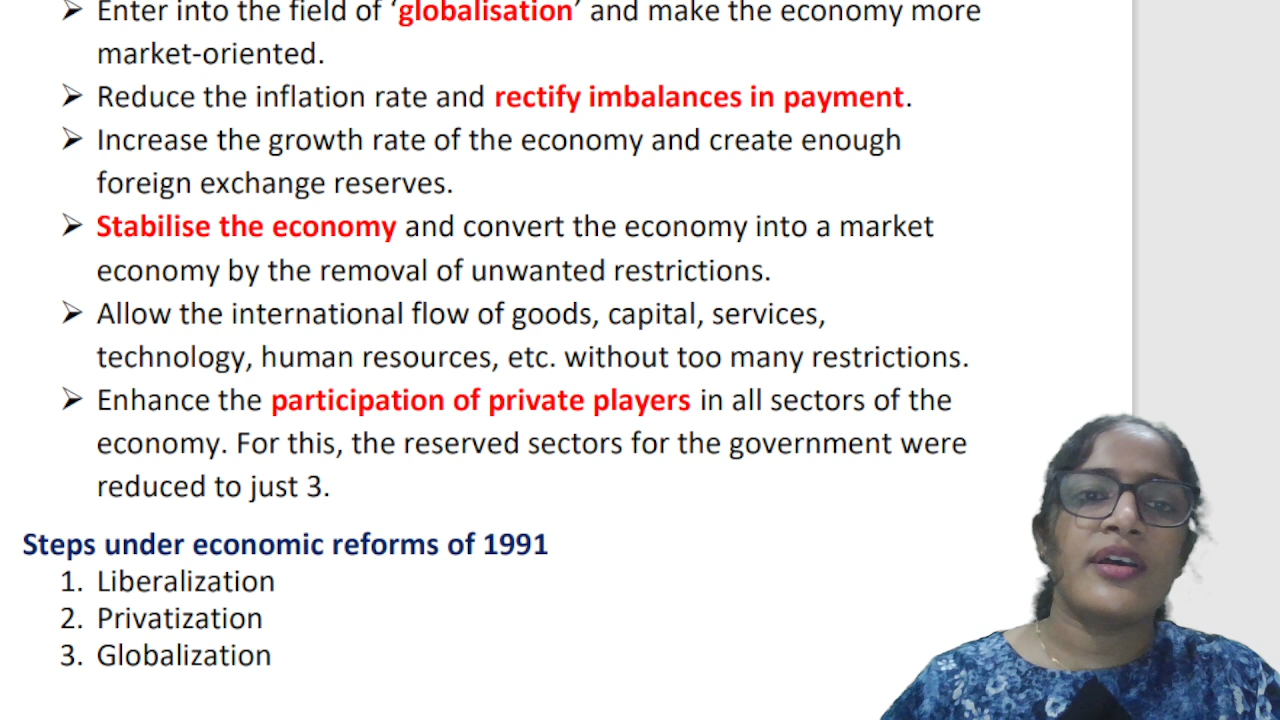 ➢ Enter into the field of ‘globalisation’ and make the economy more
market-oriented.
➢ Reduce the inflation rate and rectify imbalances in payment.
➢ Increase the growth rate of the economy and create enough
foreign exchange reserves.
➢ Stabilise the economy and convert the economy into a market
economy by the removal of unwanted restrictions.
➢ Allow the international flow of goods, capital, services,
technology, human resources, etc. without too many restrictions.
➢ Enhance the participation of private players in all sectors of the
economy. For this, the reserved sectors for the government were
reduced to just 3.
Steps under economic reforms of 1991
1. Liberalization
2. Privatization
3. Globalization